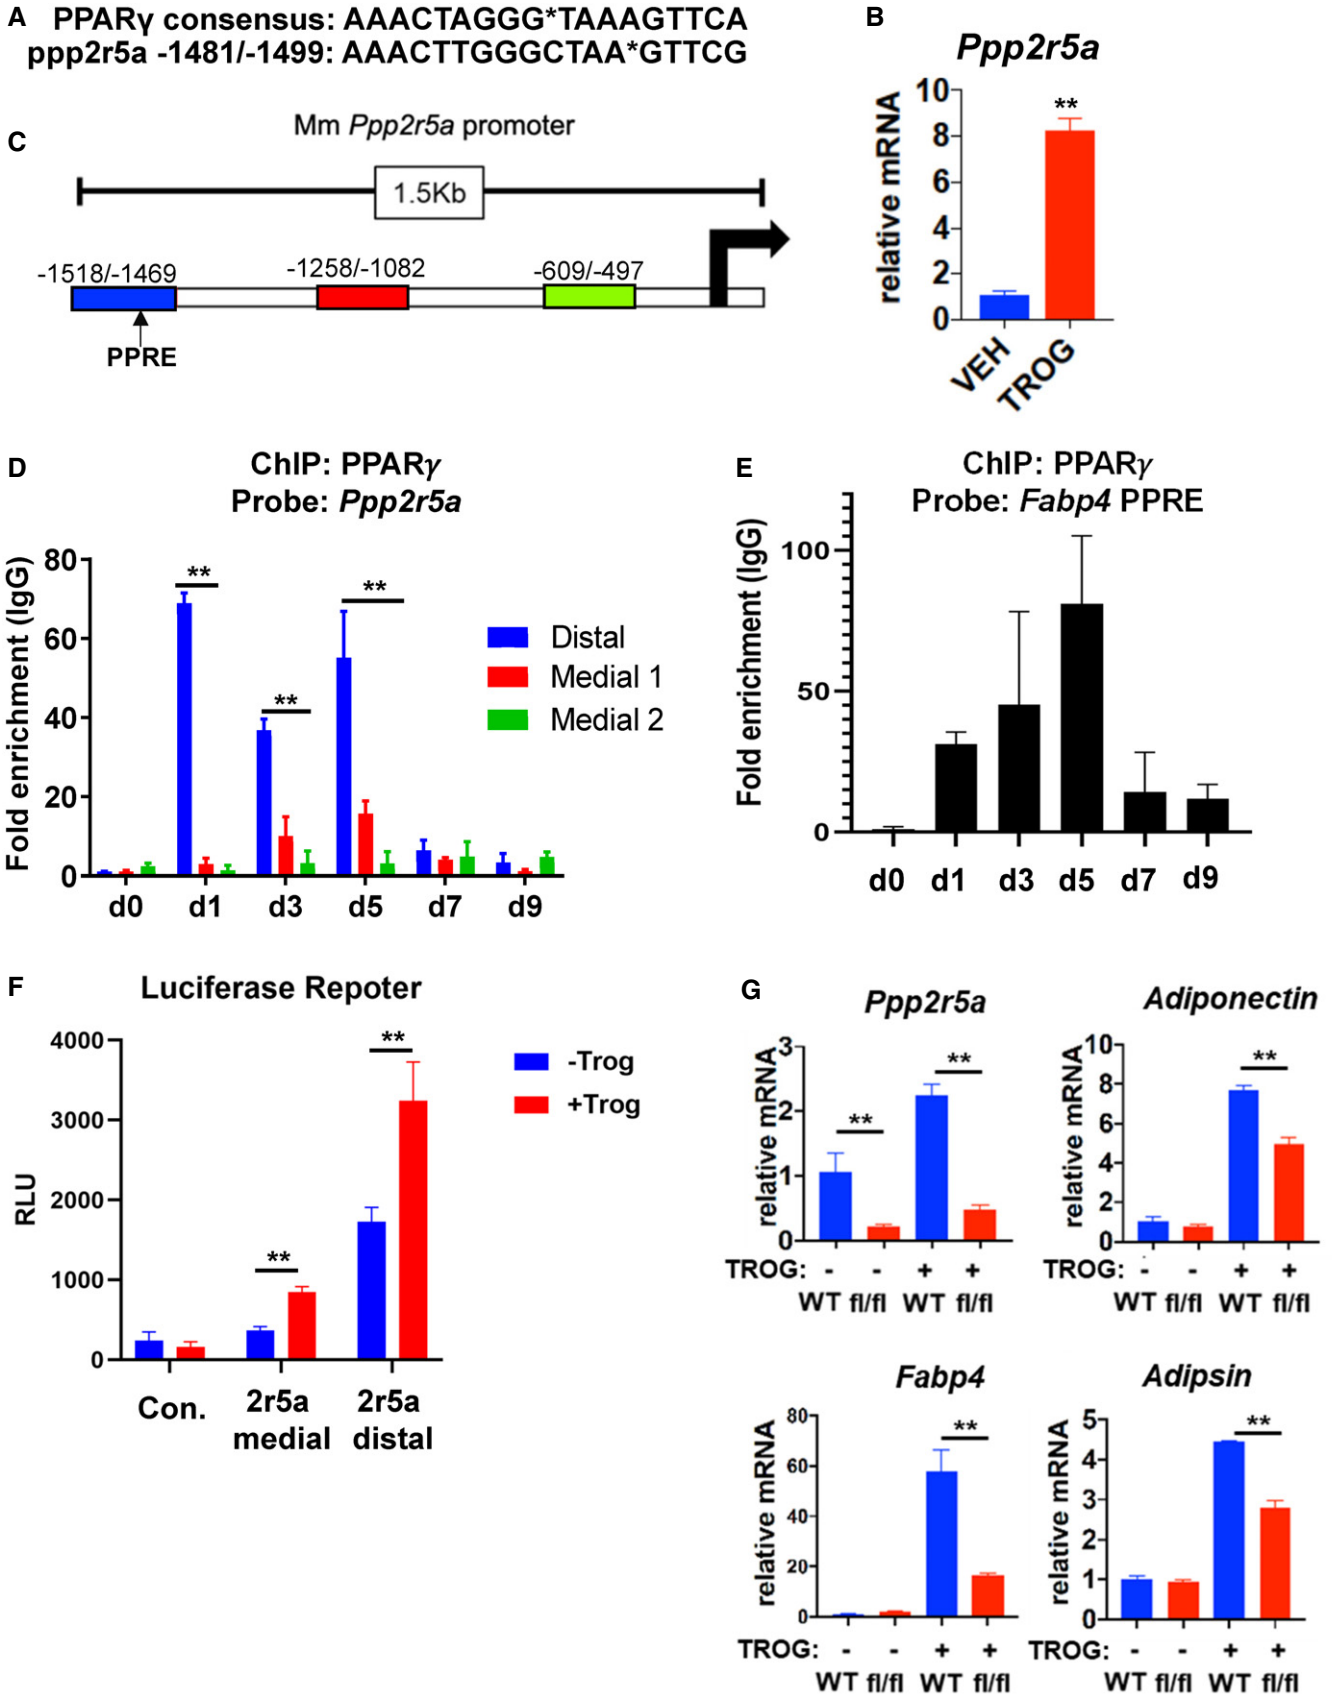 A
PPARγ consensus: AAACTAGGG*TAAAGTTCA
ppp2r5a -1481/-1499: AAACTTGGGCTAA*GTTCG
B
Ppp2r5a
relative mRNA
10
8
6
4
2
0
**
VEH
TROG
C
Mm Ppp2r5a promoter
1.5Kb
-1518/-1469
-1258/-1082
-609/-497
PPRE
D
ChIP: PPARγ
Probe: Ppp2r5a
Fold enrichment (IgG)
80
60
40
20
0
**
**
**
Distal
Medial 1
Medial 2
d0 d1 d3 d5 d7 d9
E
ChIP: PPARγ
Probe: Fabp4 PPRE
Fold enrichment (IgG)
100
50
0
d0 d1 d3 d5 d7 d9
F
Luciferase Repoter
RLU
4000
3000
2000
1000
0
**
**
-Trog
+Trog
Con.
2r5a
medial
2r5a
distal
G
Ppp2r5a
relative mRNA
3
2
1
0
**
**
TROG: - - + +
WT fl/fl WT fl/fl
Adiponectin
relative mRNA
10
8
6
4
2
0
**
TROG: - - + +
WT fl/fl WT fl/fl
Fabp4
relative mRNA
80
60
40
20
0
**
TROG: - - + +
WT fl/fl WT fl/fl
Adipsin
relative mRNA
5
4
3
2
1
0
**
TROG: - - + +
WT fl/fl WT fl/fl